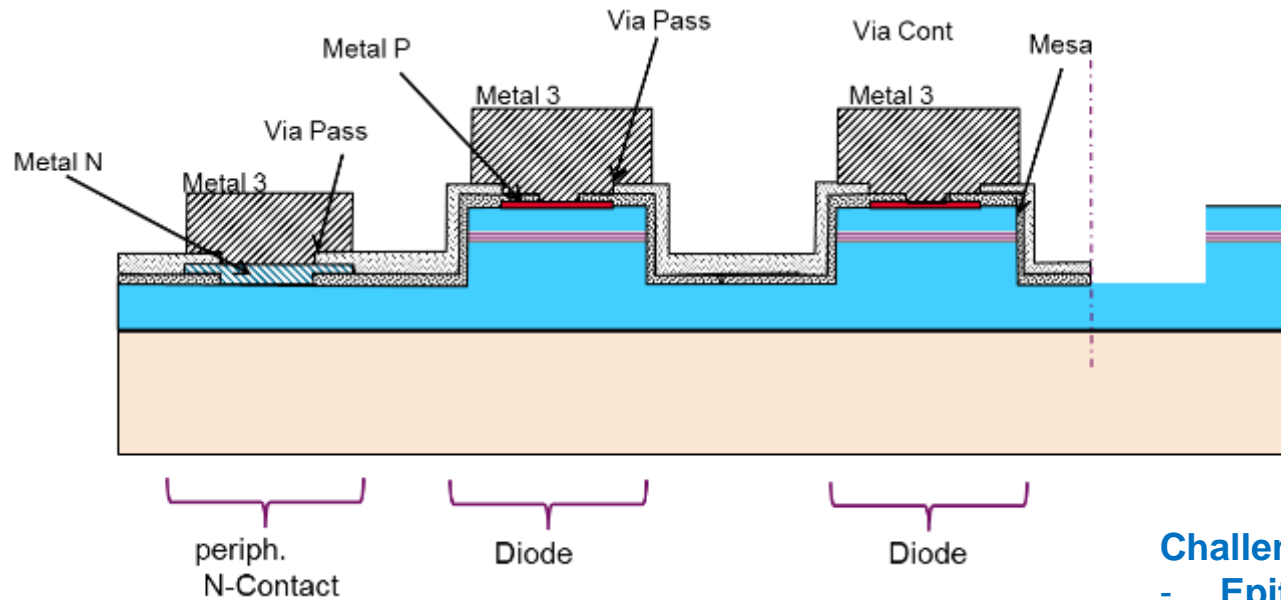 Via Pass
Via Cont
Metal P
Mesa
Metal 3
Metal 3
Via Pass
Metal N
Metal 3
periph.
N-Contact
Diode
Diode